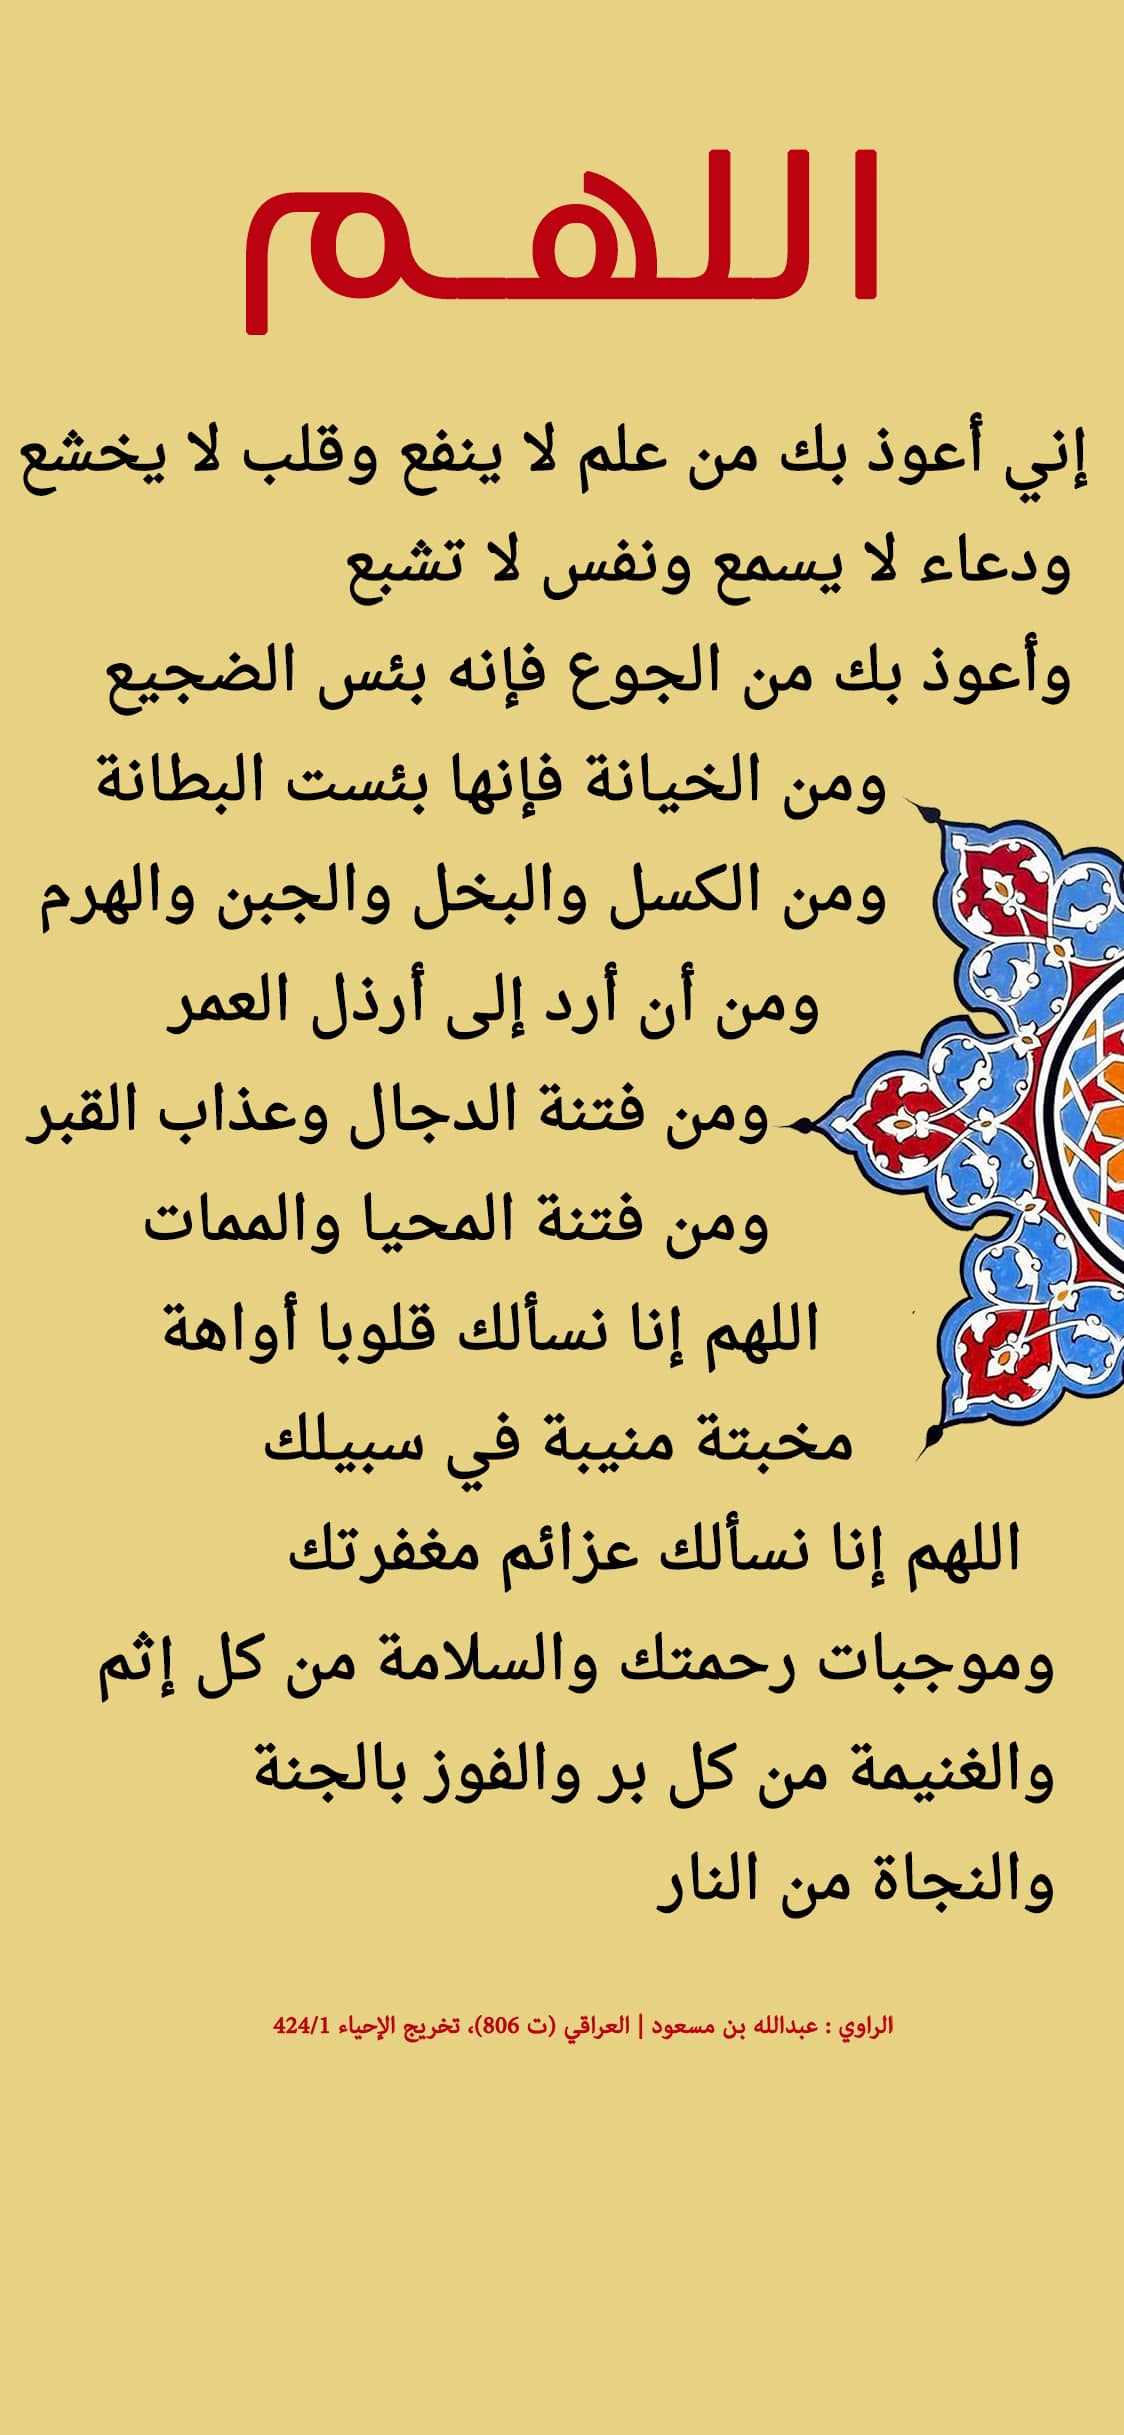 اللهم
إني أعوذ بك من علم لا ينفع وقلب لا يخشع
ودعاء لا يسمع ونفس لا تشبع
وأعوذ بك من الجوع فإنه بئس الضجيع
ومن الخيانة فإنها بئست البطانة
ومن الكسل والبخل والجبن والهرم
ومن أن أرد إلى أرذل العمر
ومن فتنة الدجال وعذاب القبر
ومن فتنة المحيا والممات
اللهم إنا نسألك قلوبا أواهة
مخبتة منيبة في سبيلك
اللهم إنا نسألك عزائم مغفرتك
وموجبات رحمتك والسلامة من كل إثم
والغنيمة من كل بر والفوز بالجنة
والنجاة من النار
الراوي : عبدالله بن مسعود | العراقي (ت 806)، تخريج الإحياء 424/1